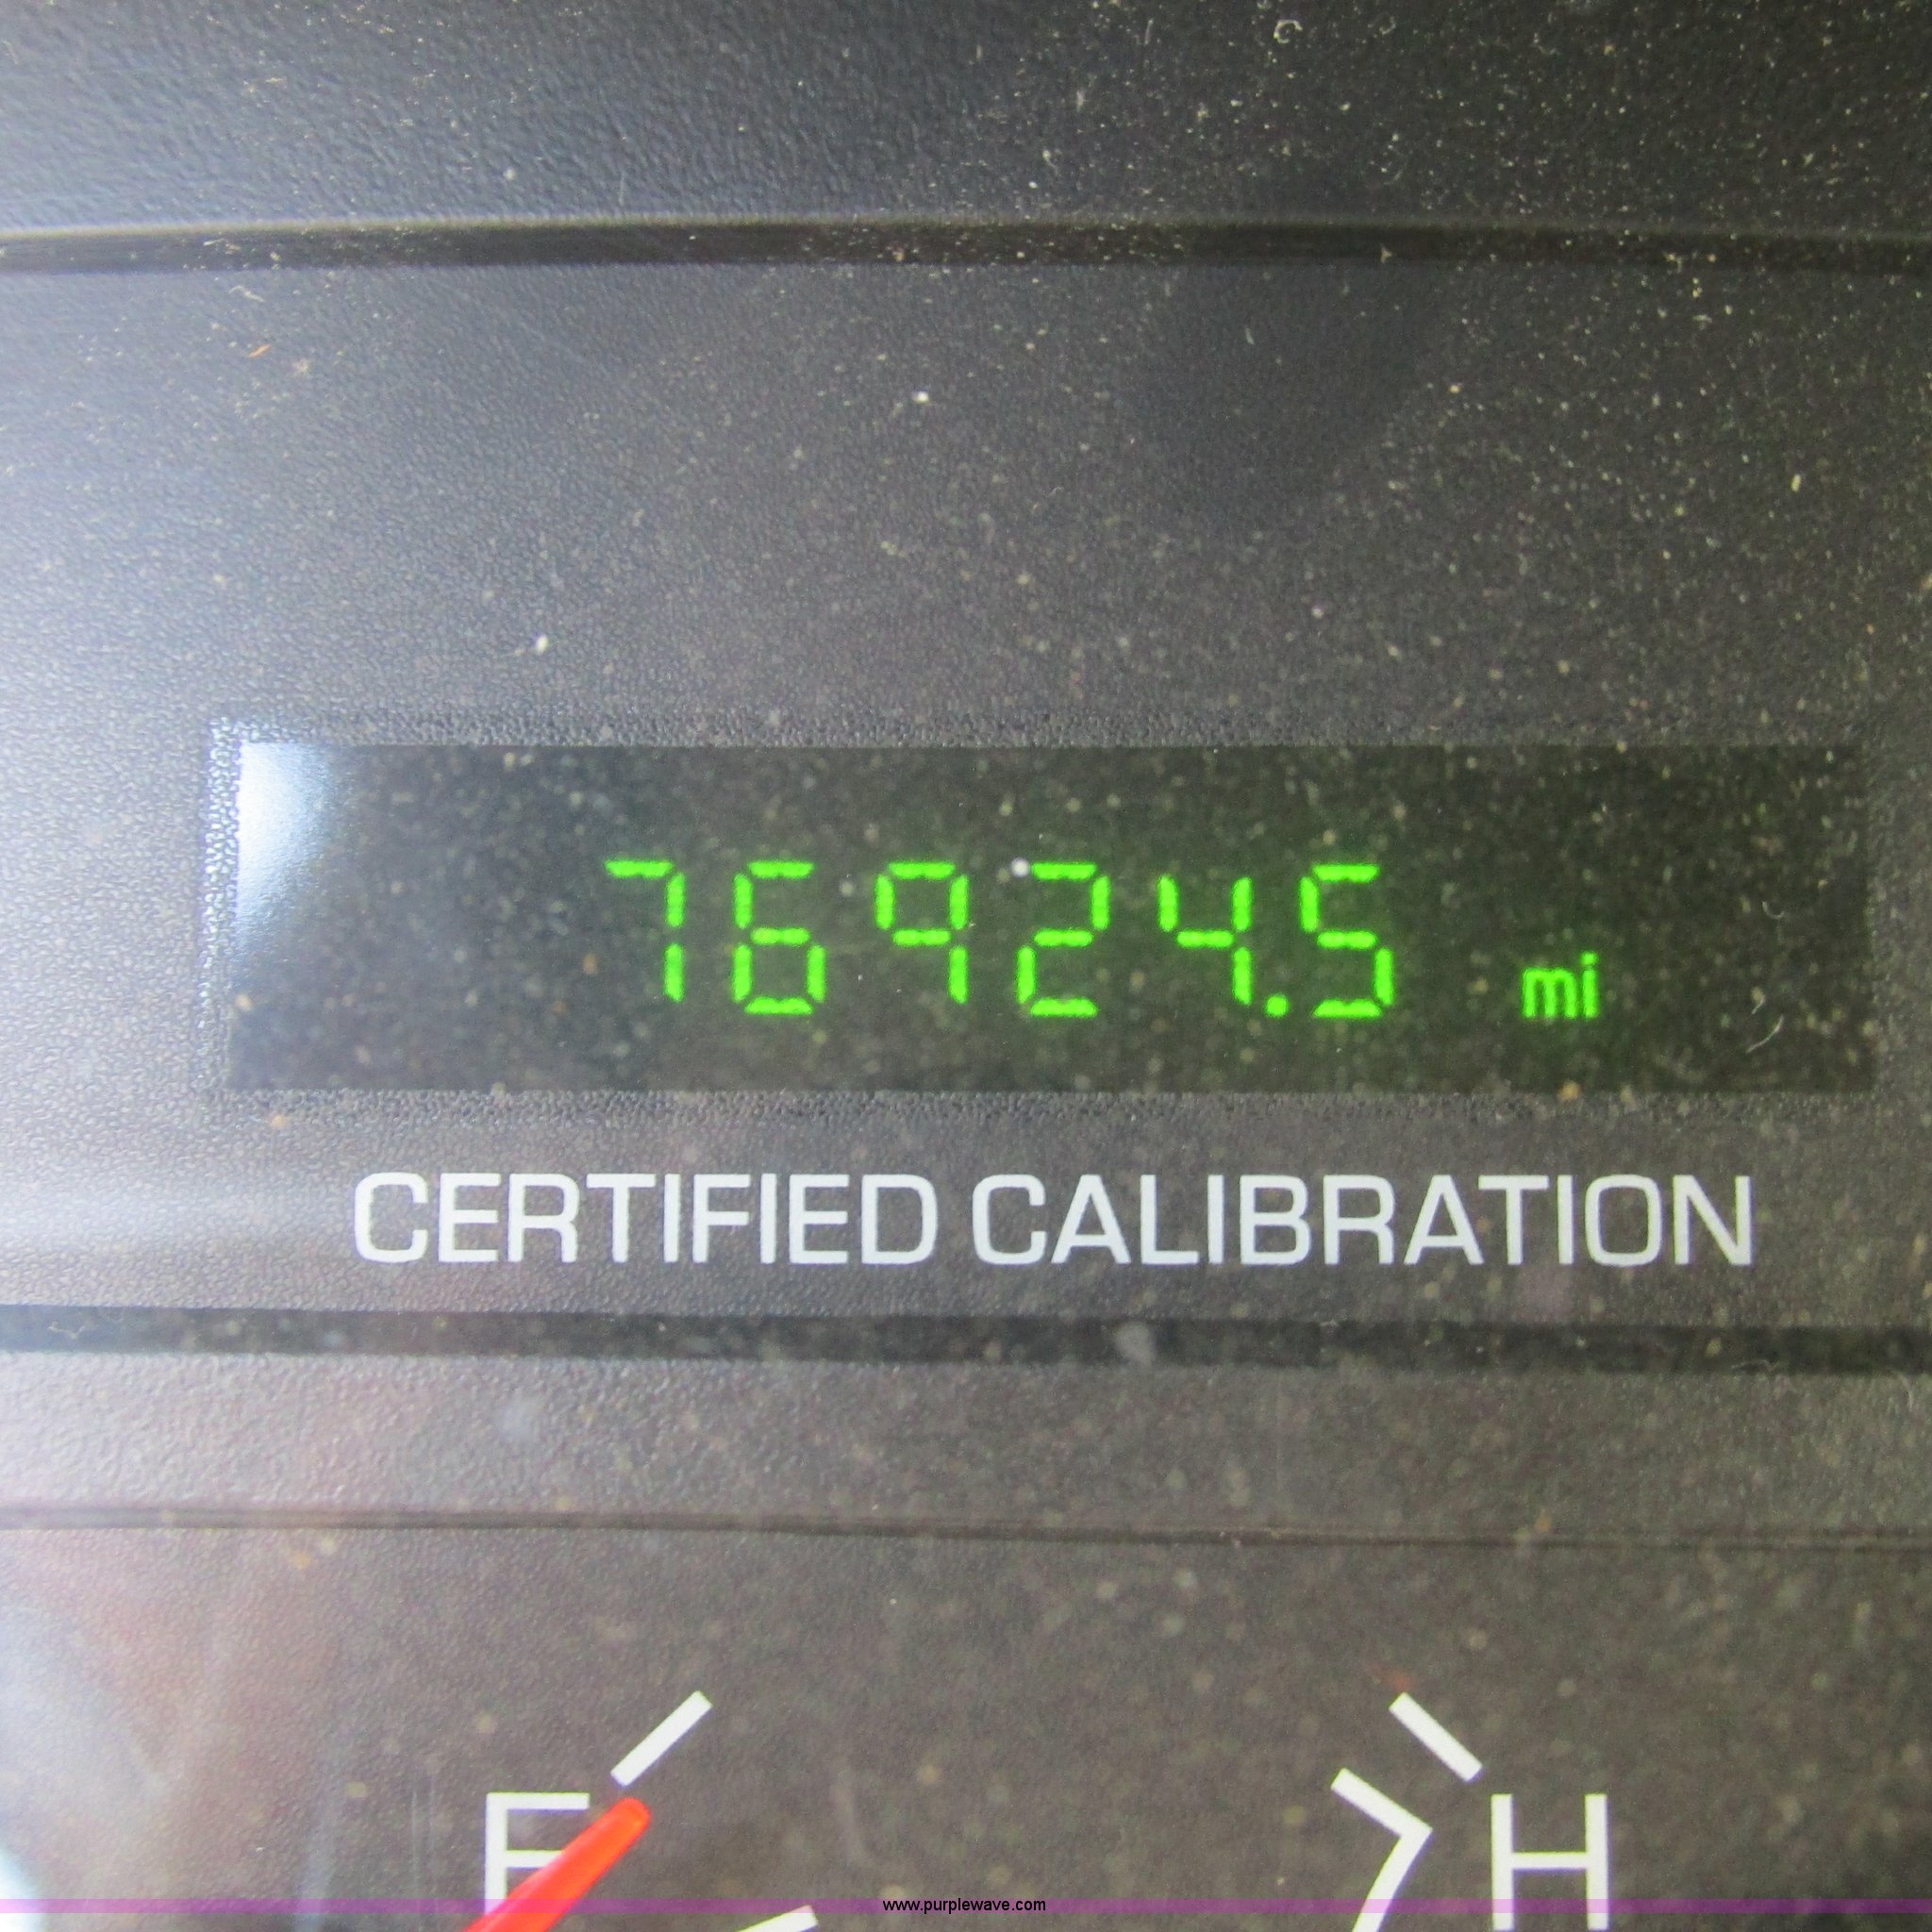 76924.5 mi
CERTIFIED CALIBRATION
F H
www.purplewave.com